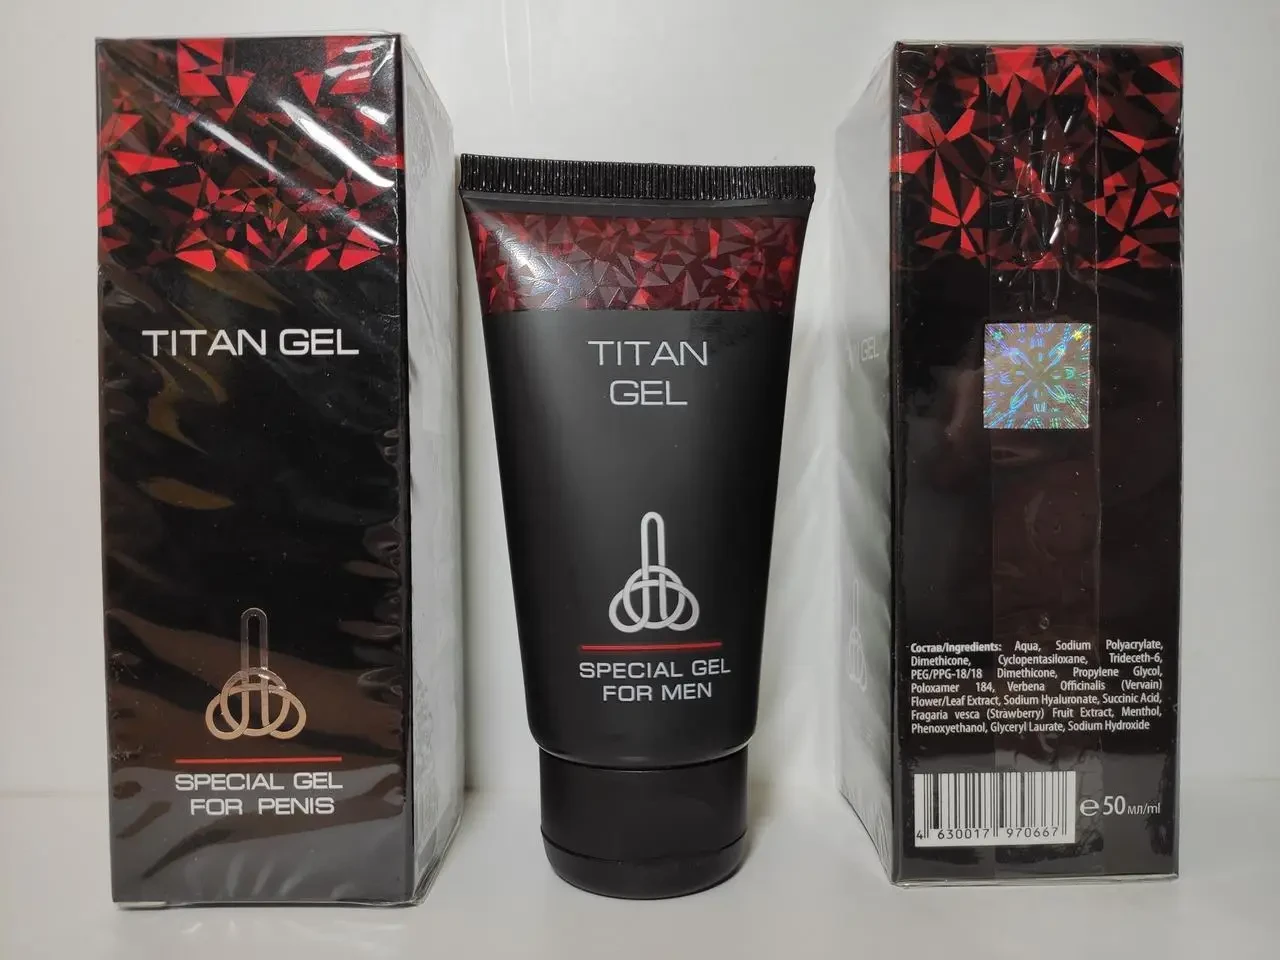 TITAN GEL
SPECIAL GEL
FOR PENIS
TITAN
GEL
SPECIAL GEL
FOR MEN
GEL
Состав/Ingredients: Aqua, Sodium Polyacrylate,
Dimethicone, Cyclopentasiloxane, Trideceth-6,
PEG/PPG-18/18 Dimethicone, Propylene Glycol,
Poloxamer 184, Verbena Officinalis (Vervain)
Flower/Leaf Extract, Sodium Hyaluronate, Succinic Acid,
Fragaria vesca (Strawberry) Fruit Extract, Menthol,
Phenoxyethanol, Glyceryl Laurate, Sodium Hydroxide
4 630017 970667
℮50мл/ml